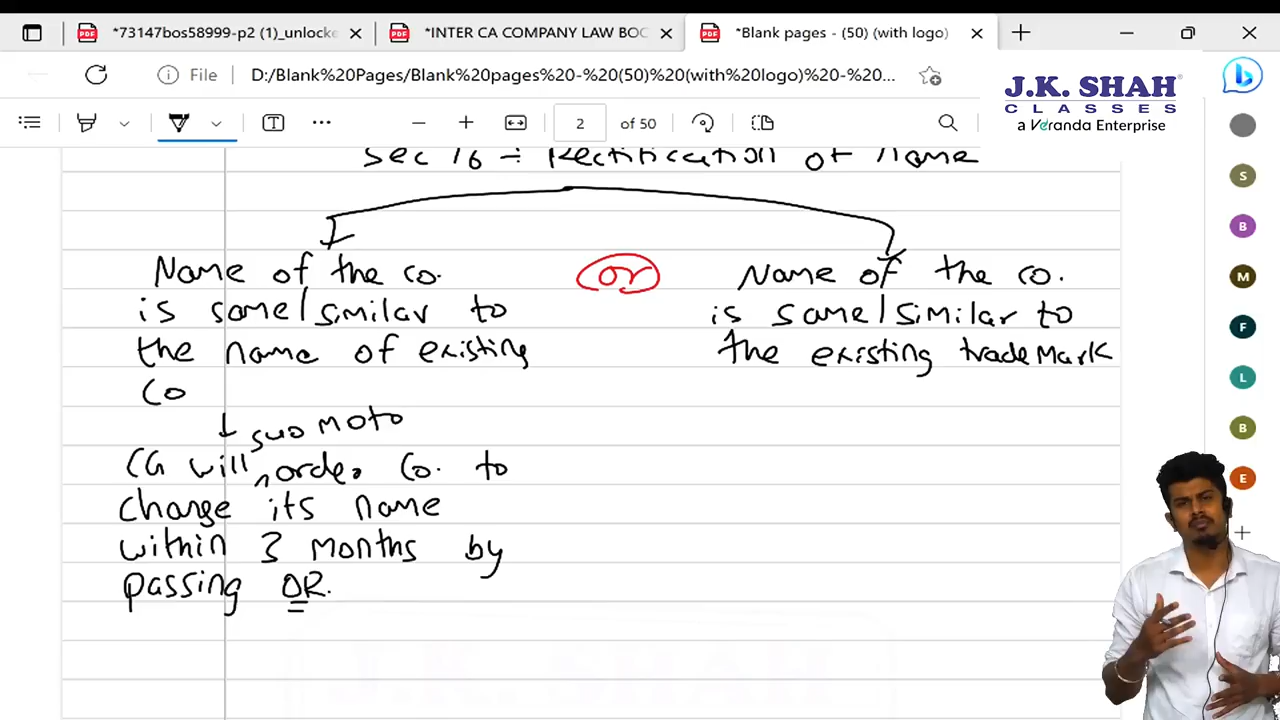 *73147bos58999-p2 (1)_unlocke
*INTER CA COMPANY LAW BOC
*Blank pages - (50) (with logo)
File
D:/Blank%20Pages/Blank%20pages%20-%20(50)%20(with%20logo)%20-%20...
2 of 50
J.K. SHAH
CLASSES
a Veranda Enterprise
Sec 16 ÷ Rectification of name
Name of the co.
is same/similar to
the name of existing
Co
or
Name of the co.
is same/similar to
the existing trade Mark
↓ suo moto
CG will ^ order Co. to
change its name
within 3 months by
passing OR.
S
B
M
F
L
B
E